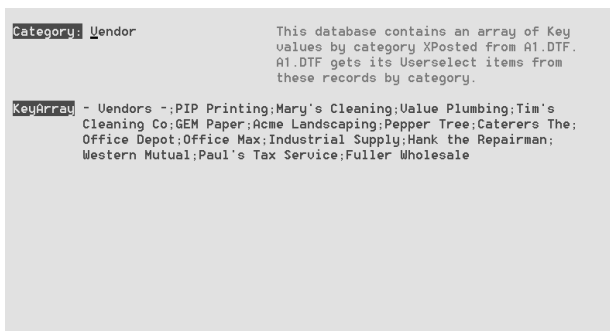 Category: Vendor
This database contains an array of Key
values by category XPosted from A1.DTF.
A1.DTF gets its Userselect items from
these records by category.
KeyArray - Vendors -;PIP Printing;Mary's Cleaning;Value Plumbing;Tim's
Cleaning Co;GEM Paper;Acme Landscaping;Pepper Tree;Caterers The;
Office Depot;Office Max;Industrial Supply;Hank the Repairman;
Western Mutual;Paul's Tax Service;Fuller Wholesale